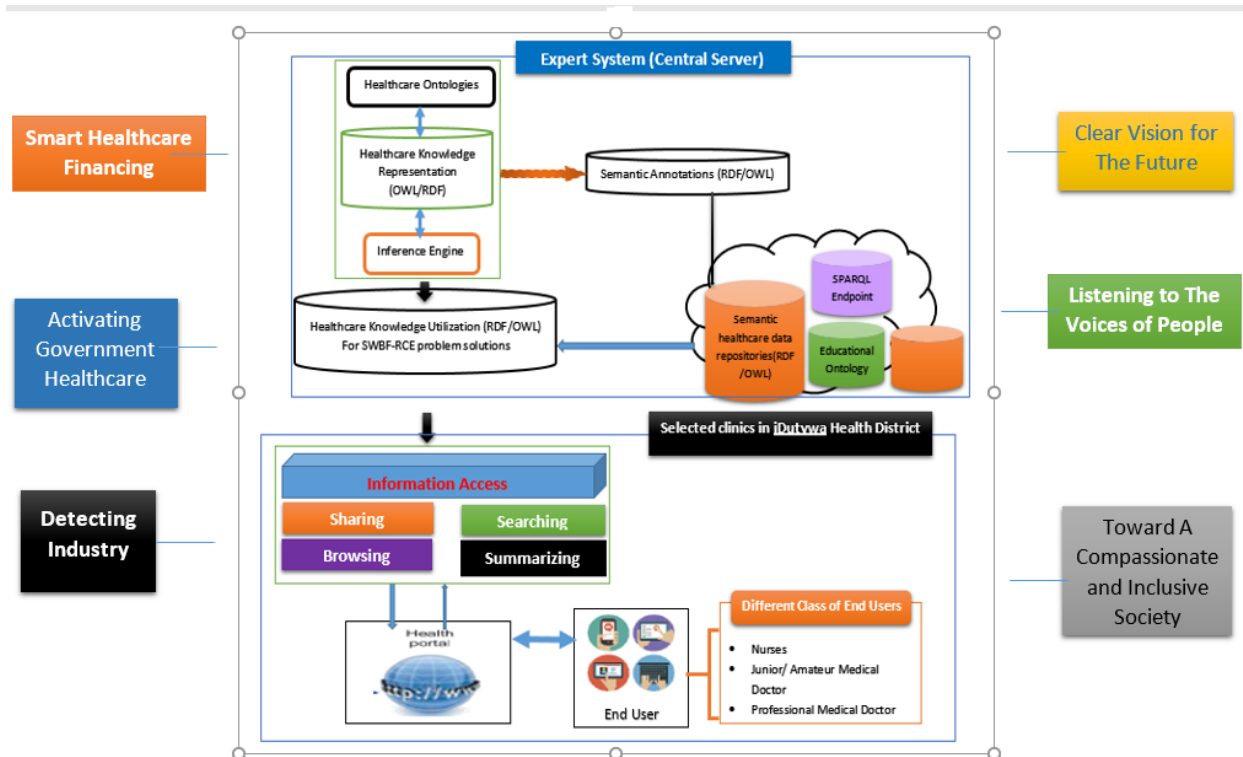 Expert System (Central Server)
Healthcare Ontologies
Healthcare Knowledge
Representation
(OWL/RDF)
Inference Engine
Semantic Annotations (RDF/OWL)
SPARQL
Endpoint
Semantic
healthcare data
repositories(RDF
/OWL)
Educational
Ontology
Healthcare Knowledge Utilization (RDF/OWL)
For SWBF-RCE problem solutions
Smart Healthcare
Financing
Activating
Government
Healthcare
Detecting
Industry
Clear Vision for
The Future
Listening to The
Voices of People
Toward A
Compassionate
and Inclusive
Society
Selected clinics in iDutywa Health District
Information Access
Sharing
Searching
Browsing
Summarizing
Health
portal
http://ww
End User
Different Class of End Users
• Nurses
• Junior/ Amateur Medical
Doctor
• Professional Medical Doctor